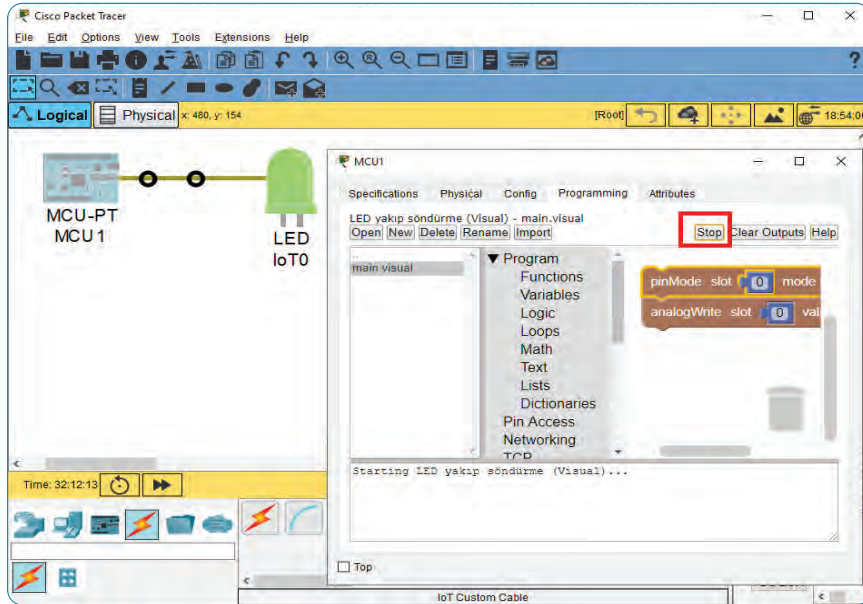 Cisco Packet Tracer
File Edit Options View Tools Extensions Help
Logical Physical x: 480, y: 154 [Root] 18:54:0
MCU-PT
MCU1
LED
IoT0
MCU1
Specifications Physical Config Programming Attributes
LED yakıp söndürme (Visual) - main.visual
Open New Delete Rename Import Stop Clear Outputs Help
..
main visual
Program
Functions
Variables
Logic
Loops
Math
Text
Lists
Dictionaries
Pin Access
Networking
TCP
pinMode slot 0 mode
analogWrite slot 0 val
Starting LED yakıp söndürme (Visual)...
Top
Time: 32:12:13
IoT Custom Cable